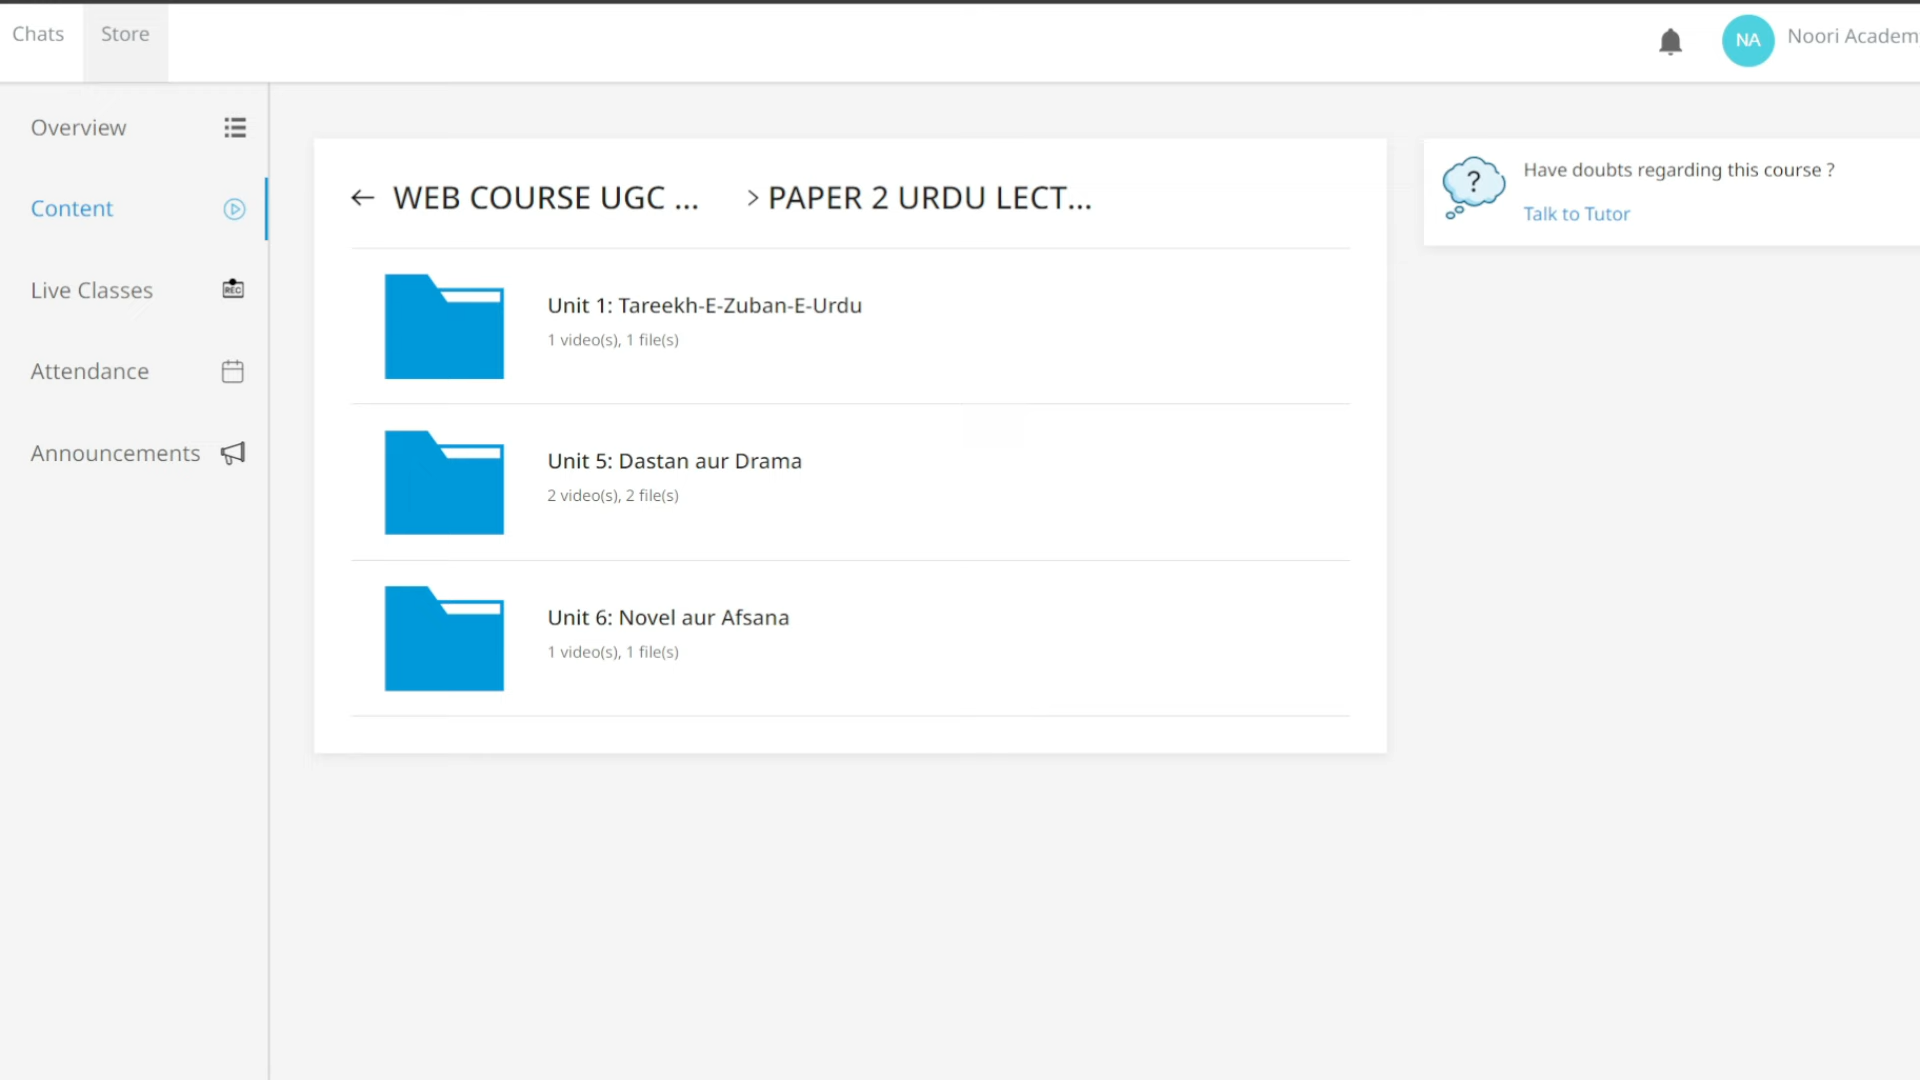 Chats
Store
NA
Noori Academ
Overview
Content
Live Classes
REC
Attendance
Announcements
← WEB COURSE UGC ... > PAPER 2 URDU LECT...
Unit 1: Tareekh-E-Zuban-E-Urdu
1 video(s), 1 file(s)
Unit 5: Dastan aur Drama
2 video(s), 2 file(s)
Unit 6: Novel aur Afsana
1 video(s), 1 file(s)
?
Have doubts regarding this course ?
Talk to Tutor